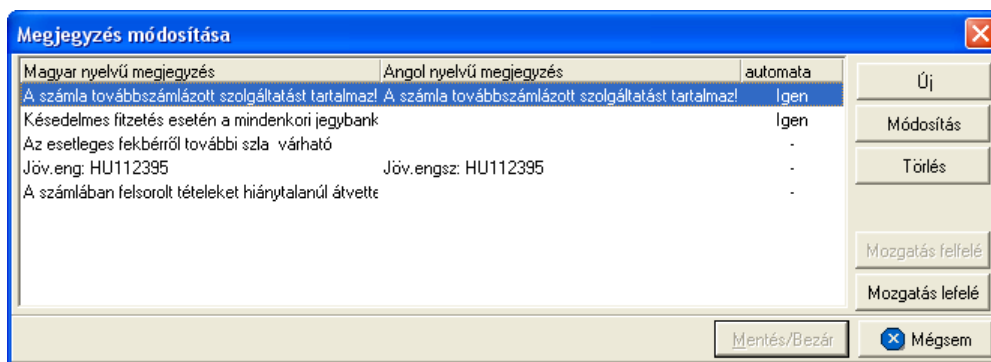 Megjegyzés módosítása
Magyar nyelvű megjegyzés Angol nyelvű megjegyzés automata
A számla továbbszámlázott szolgáltatást tartalmaz! A számla továbbszámlázott szolgáltatást tartalmaz! Igen
Késedelmes fitzetés esetén a mindenkori jegybank Igen
Az esetleges fekbérről további szla várható -
Jöv.eng: HU112395 Jöv.engsz: HU112395 -
A számlában felsorolt tételeket hiánytalanúl átvette -
Új
Módosítás
Törlés
Mozgatás felfelé
Mozgatás lefelé
Mentés/Bezár Mégsem